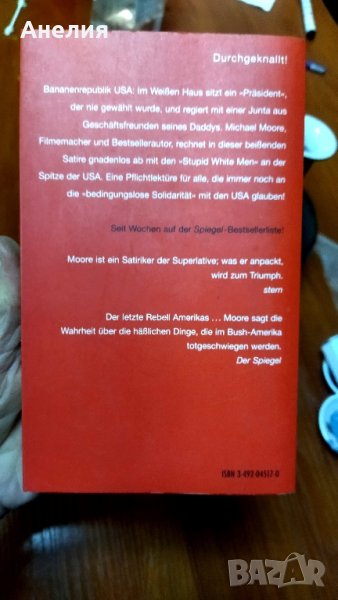 Анелия
Durchgeknallt!
Bananenrepublik USA: Im Weißen Haus sitzt ein »Präsident«,
der nie gewählt wurde, und regiert mit einer Junta aus
Geschäftsfreunden seines Daddys. Michael Moore,
Filmemacher und Bestsellerautor, rechnet in dieser beißenden
Satire gnadenlos ab mit den »Stupid White Men« an der
Spitze der USA. Eine Pflichtlektüre für alle, die immer noch an
die »bedingungslose Solidarität« mit den USA glauben!
Seit Wochen auf der Spiegel-Bestsellerliste!
Moore ist ein Satiriker der Superlative; was er anpackt,
wird zum Triumph.
stern
Der letzte Rebell Amerikas ... Moore sagt die
Wahrheit über die häßlichen Dinge, die im Bush-Amerika
totgeschwiegen werden.
Der Spiegel
ISBN 3-492-04517-0
BAZAR